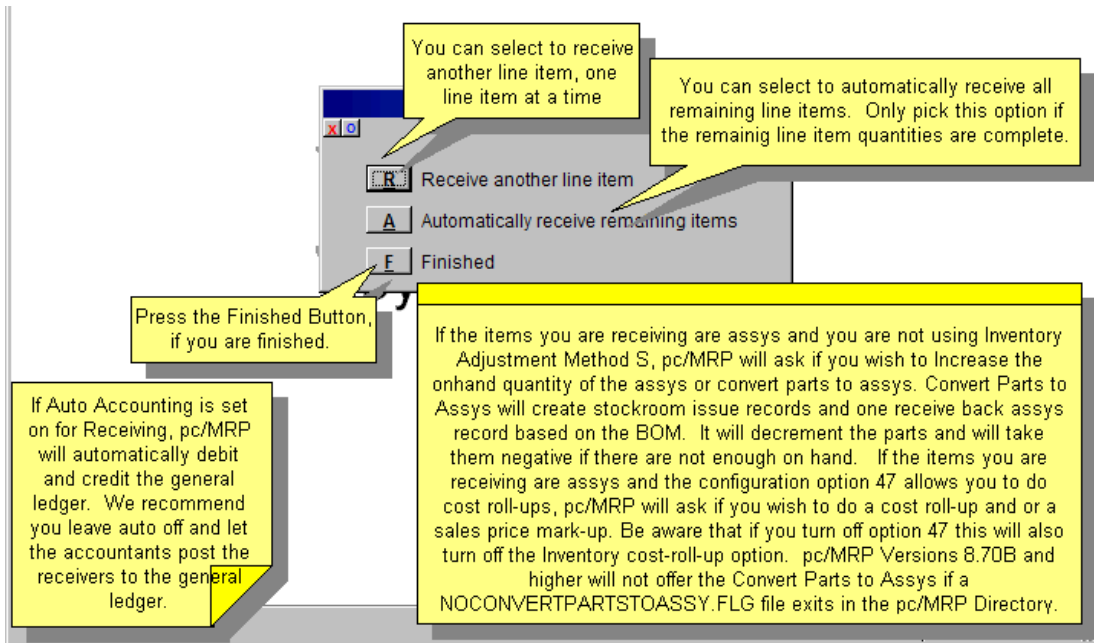 You can select to receive
another line item, one
line item at a time
You can select to automatically receive all
remaining line items.  Only pick this option if
the remainig line item quantities are complete.
X O
R Receive another line item
A Automatically receive remaining items
F Finished
Press the Finished Button,
if you are finished.
If the items you are receiving are assys and you are not using Inventory
Adjustment Method S, pc/MRP will ask if you wish to Increase the
onhand quantity of the assys or convert parts to assys. Convert Parts to
Assys will create stockroom issue records and one receive back assys
record based on the BOM.  It will decrement the parts and will take
them negative if there are not enough on hand.   If the items you are
receiving are assys and the configuration option 47 allows you to do
cost roll-ups, pc/MRP will ask if you wish to do a cost roll-up and or a
sales price mark-up. Be aware that if you turn off option 47 this will also
turn off the Inventory cost-roll-up option.  pc/MRP Versions 8.70B and
higher will not offer the Convert Parts to Assys if a
NOCONVERTPARTSTOASSY.FLG file exits in the pc/MRP Directory.
If Auto Accounting is set
on for Receiving, pc/MRP
will automatically debit
and credit the general
ledger.  We recommend
you leave auto off and let
the accountants post the
receivers to the general
ledger.